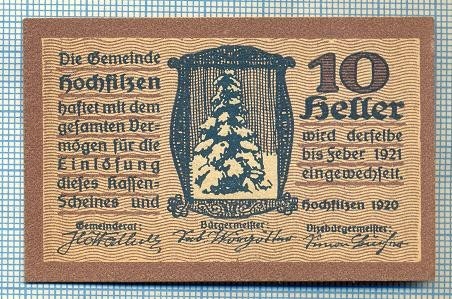 Die Gemeinde
Hochfilzen
haftet mit dem
gesamten Ver-
mögen für die
Einlösung
dieses Kassen-
Scheines und
10
Heller
wird derselbe
bis Feber 1921
eingewechselt.
Hochfilzen 1920
Gemeinderat:
Bürgermeister:
Vizebürgermeister: